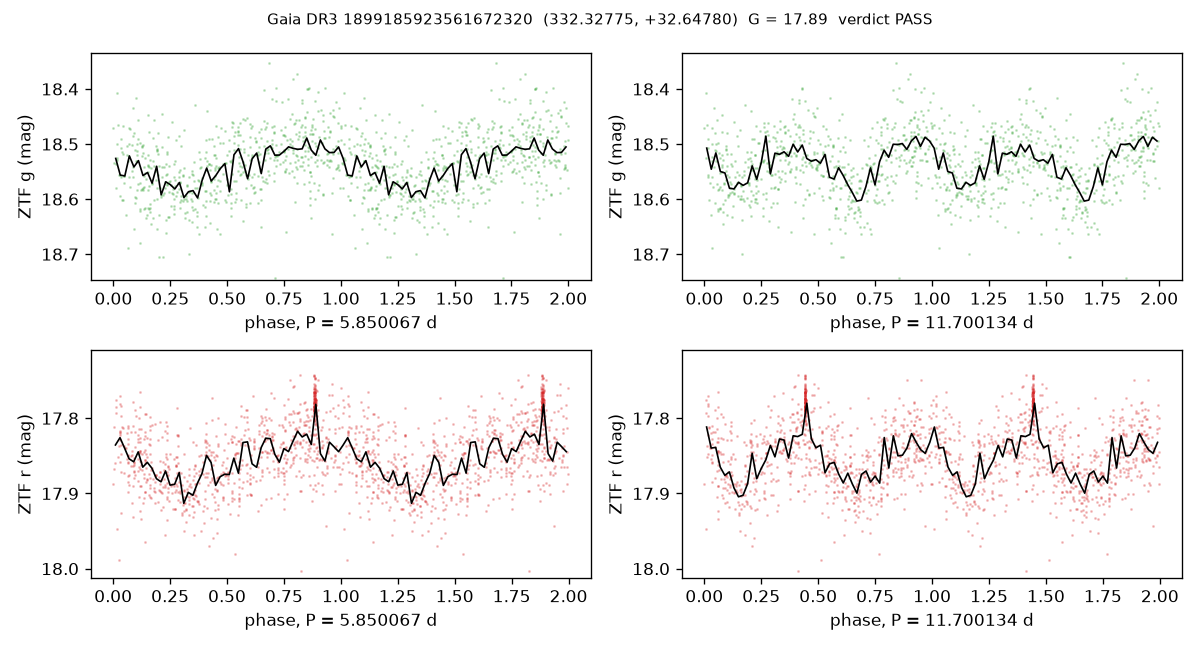 Gaia DR3 1899185923561672320 (332.32775, +32.64780) G = 17.89 verdict PASS
ZTF g (mag)
18.4
18.5
18.6
18.7
0.00 0.25 0.50 0.75 1.00 1.25 1.50 1.75 2.00
phase, P = 5.850067 d
ZTF g (mag)
18.4
18.5
18.6
18.7
0.00 0.25 0.50 0.75 1.00 1.25 1.50 1.75 2.00
phase, P = 11.700134 d
ZTF r (mag)
17.8
17.9
18.0
0.00 0.25 0.50 0.75 1.00 1.25 1.50 1.75 2.00
phase, P = 5.850067 d
ZTF r (mag)
17.8
17.9
18.0
0.00 0.25 0.50 0.75 1.00 1.25 1.50 1.75 2.00
phase, P = 11.700134 d